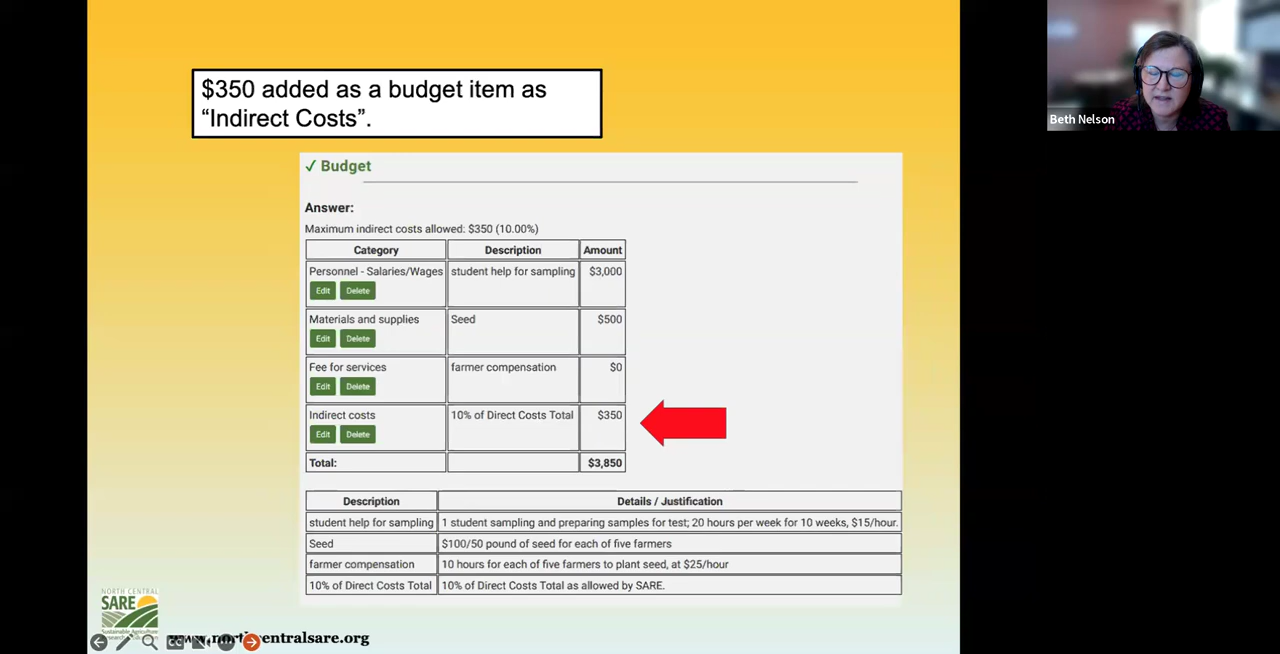 $350 added as a budget item as
“Indirect Costs”.
Beth Nelson
✓ Budget
Answer:
Maximum indirect costs allowed: $350 (10.00%)
Category Description Amount
Personnel - Salaries/Wages student help for sampling $3,000
Edit Delete
Materials and supplies Seed $500
Edit Delete
Fee for services farmer compensation $0
Edit Delete
Indirect costs 10% of Direct Costs Total $350
Edit Delete
Total: $3,850
Description Details / Justification
student help for sampling 1 student sampling and preparing samples for test; 20 hours per week for 10 weeks, $15/hour.
Seed $100/50 pound of seed for each of five farmers
farmer compensation 10 hours for each of five farmers to plant seed, at $25/hour
10% of Direct Costs Total 10% of Direct Costs Total as allowed by SARE.
NORTH CENTRAL
SARE
Sustainable Agriculture
CC